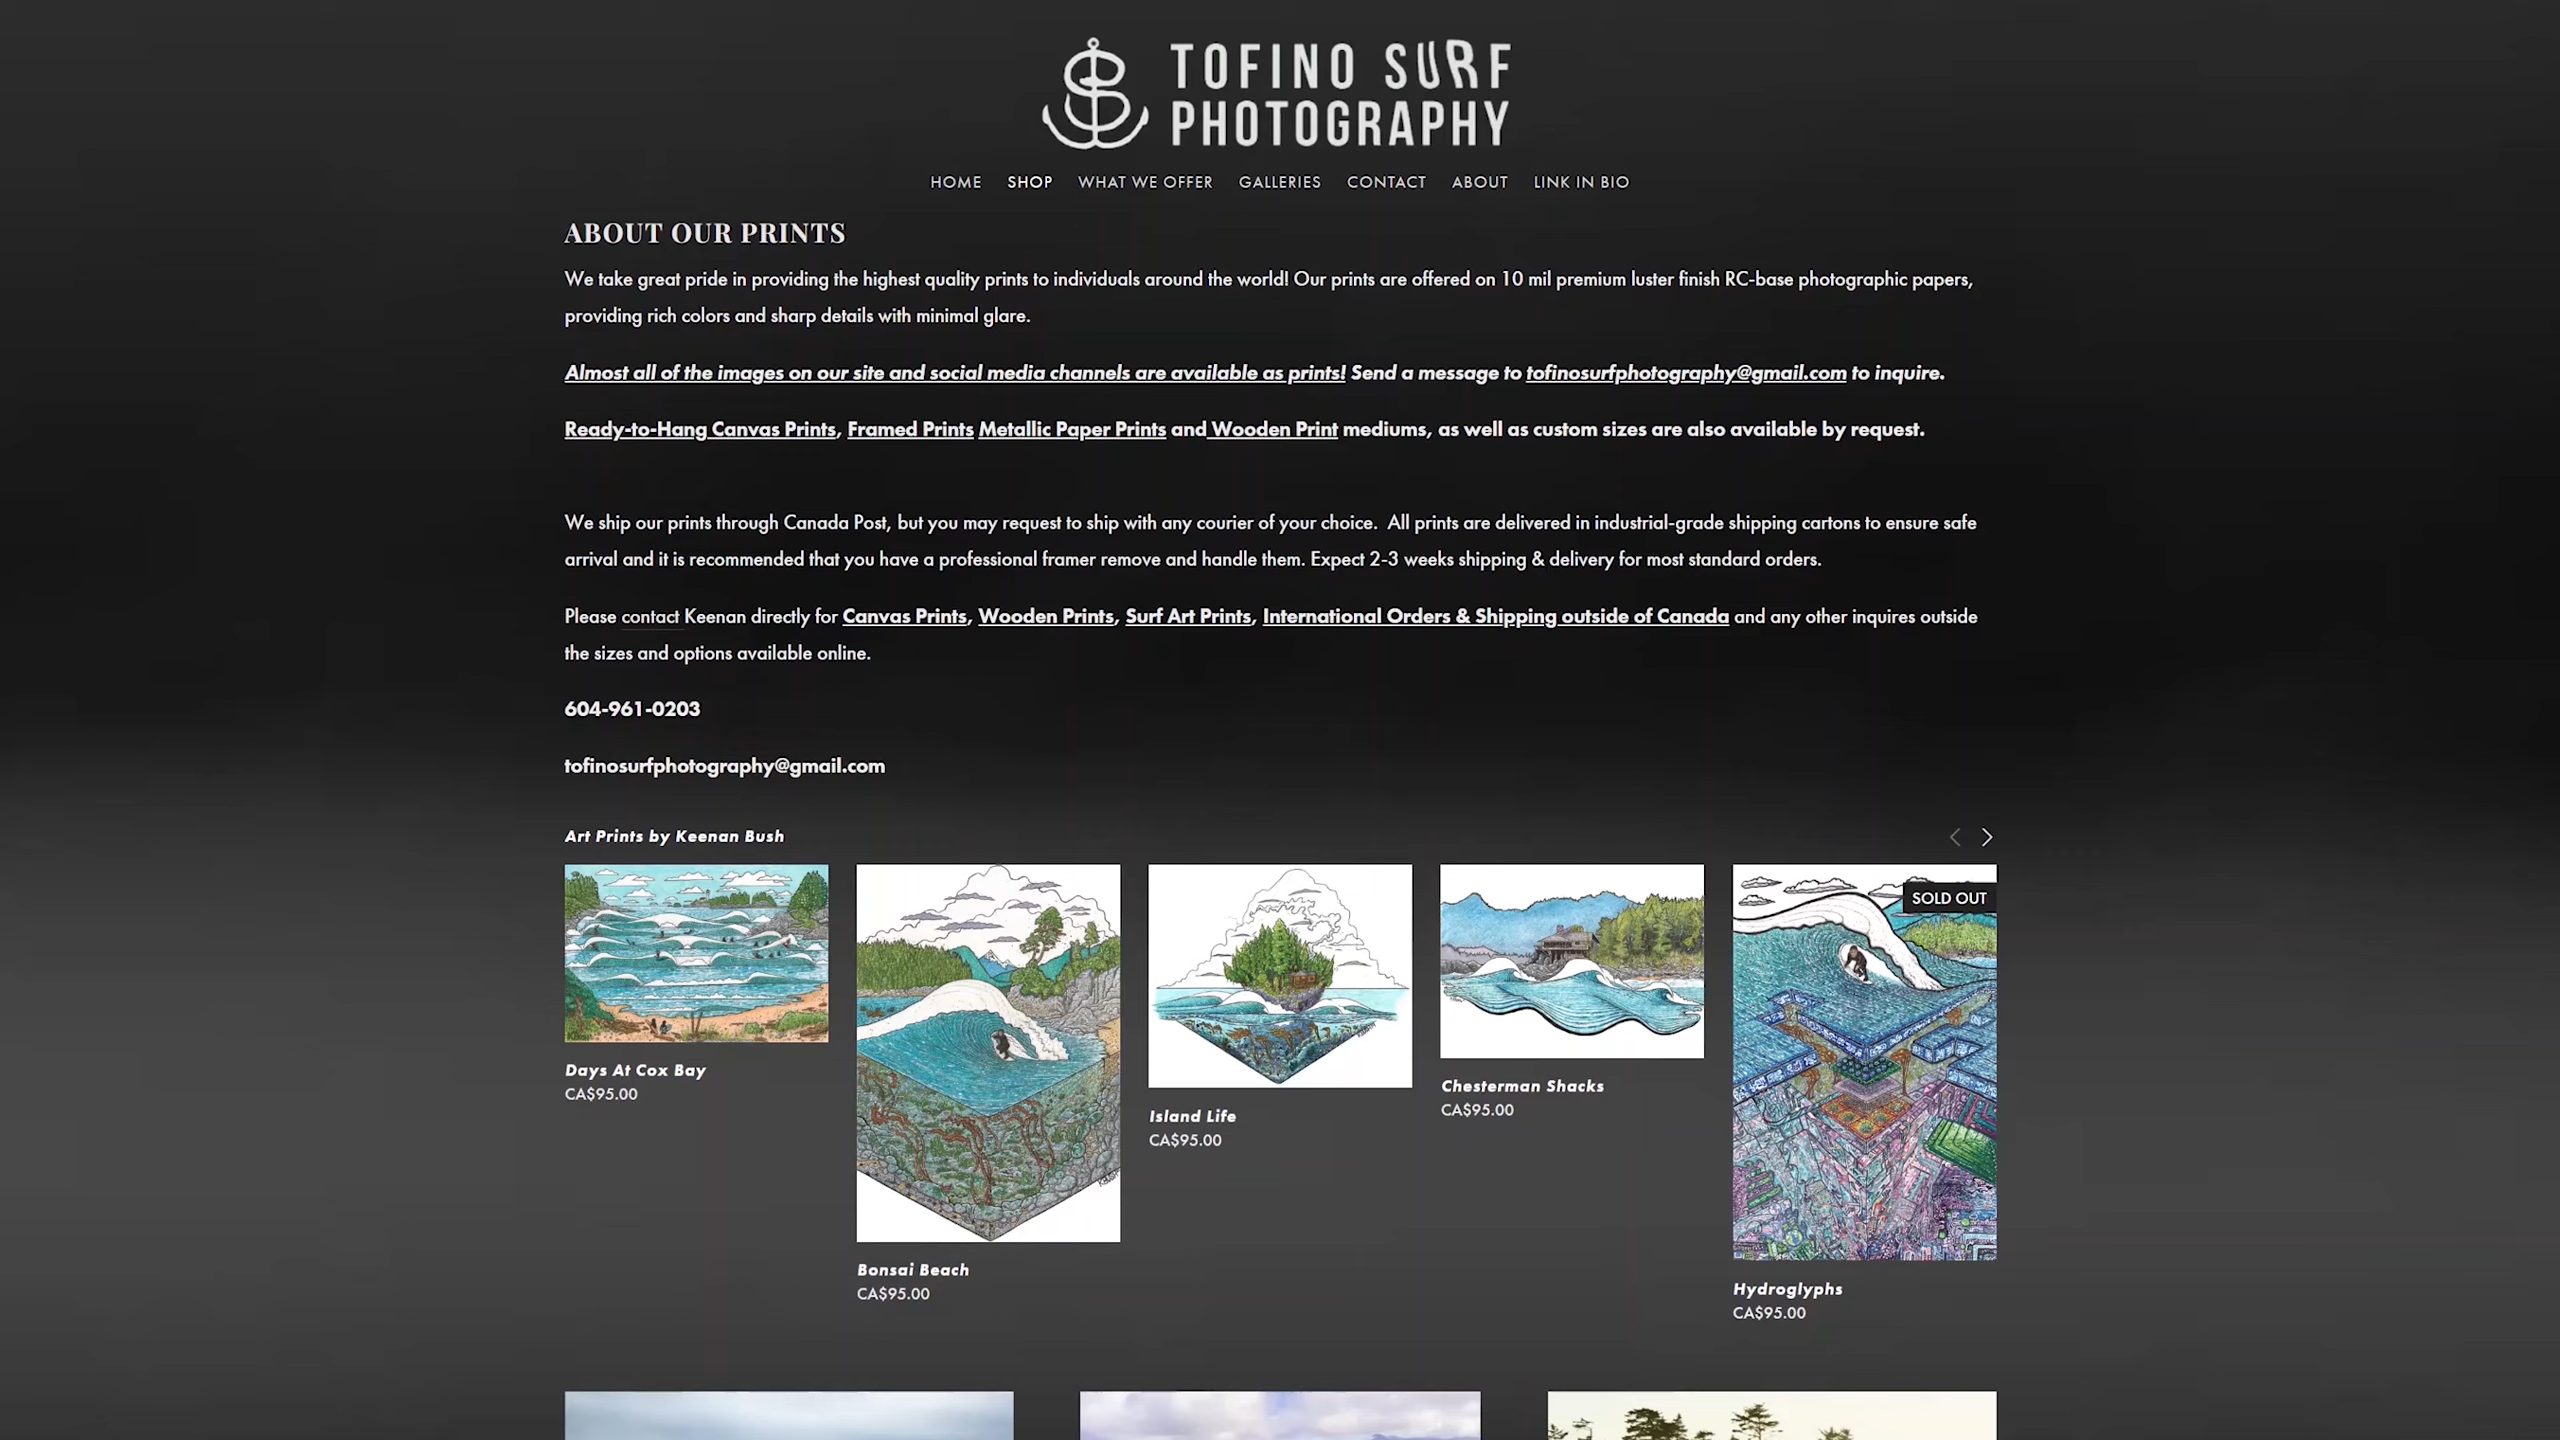 TOFINO SURF
PHOTOGRAPHY
HOME SHOP WHAT WE OFFER GALLERIES CONTACT ABOUT LINK IN BIO
ABOUT OUR PRINTS
We take great pride in providing the highest quality prints to individuals around the world! Our prints are offered on 10 mil premium luster finish RC-base photographic papers,
providing rich colors and sharp details with minimal glare.
Almost all of the images on our site and social media channels are available as prints! Send a message to tofinosurfphotography@gmail.com to inquire.
Ready-to-Hang Canvas Prints, Framed Prints Metallic Paper Prints and Wooden Print mediums, as well as custom sizes are also available by request.
We ship our prints through Canada Post, but you may request to ship with any courier of your choice.  All prints are delivered in industrial-grade shipping cartons to ensure safe
arrival and it is recommended that you have a professional framer remove and handle them. Expect 2-3 weeks shipping & delivery for most standard orders.
Please contact Keenan directly for Canvas Prints, Wooden Prints, Surf Art Prints, International Orders & Shipping outside of Canada and any other inquires outside
the sizes and options available online.
604-961-0203
tofinosurfphotography@gmail.com
Art Prints by Keenan Bush
Days At Cox Bay
CA$95.00
Bonsai Beach
CA$95.00
Island Life
CA$95.00
Chesterman Shacks
CA$95.00
SOLD OUT
Hydroglyphs
CA$95.00